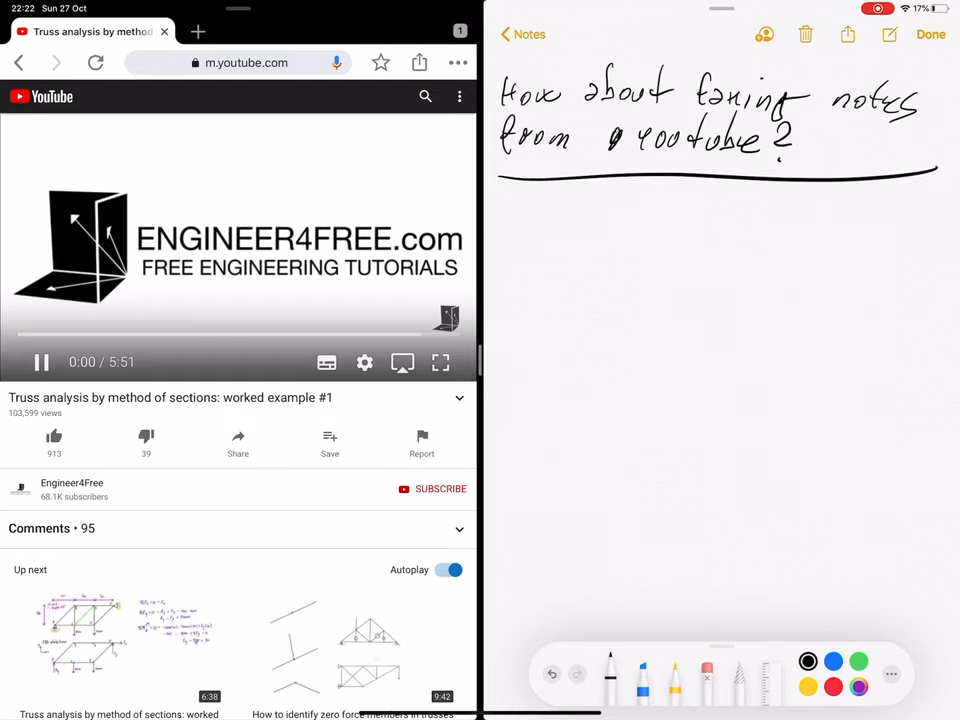 22:22 Sun 27 Oct
17%
Truss analysis by method
1
m.youtube.com
YouTube
ENGINEER4FREE.com
FREE ENGINEERING TUTORIALS
0:00 / 5:51
Truss analysis by method of sections: worked example #1
103,599 views
913
39
Share
Save
Report
Engineer4Free
68.1K subscribers
SUBSCRIBE
Comments • 95
Up next
Autoplay
6:38
9:42
Truss analysis by method of sections: worked
How to identify zero force members in trusses
Notes
Done
How about taking notes
from youtube?